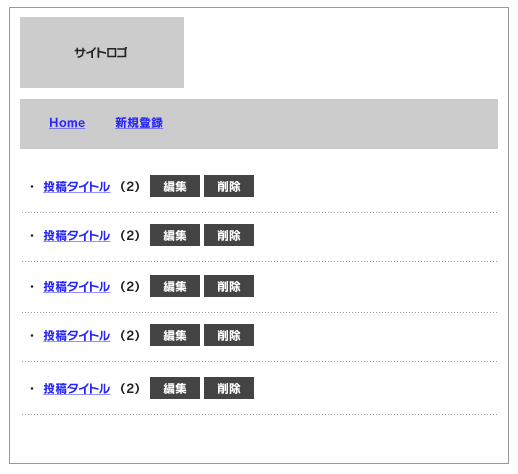 サイトロゴ
Home 新規登録
・ 投稿タイトル (2) 編集 削除
・ 投稿タイトル (2) 編集 削除
・ 投稿タイトル (2) 編集 削除
・ 投稿タイトル (2) 編集 削除
・ 投稿タイトル (2) 編集 削除